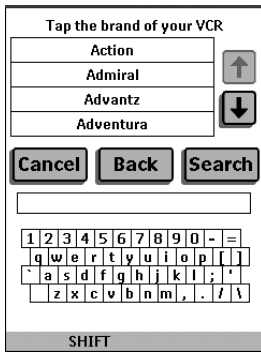 Tap the brand of your VCR
Action
Admiral
Advantz
Adventura
Cancel Back Search
1 2 3 4 5 6 7 8 9 0 - =
q w e r t y u i o p [ ]
` a s d f g h j k l ; '
z x c v b n m , . / \
SHIFT